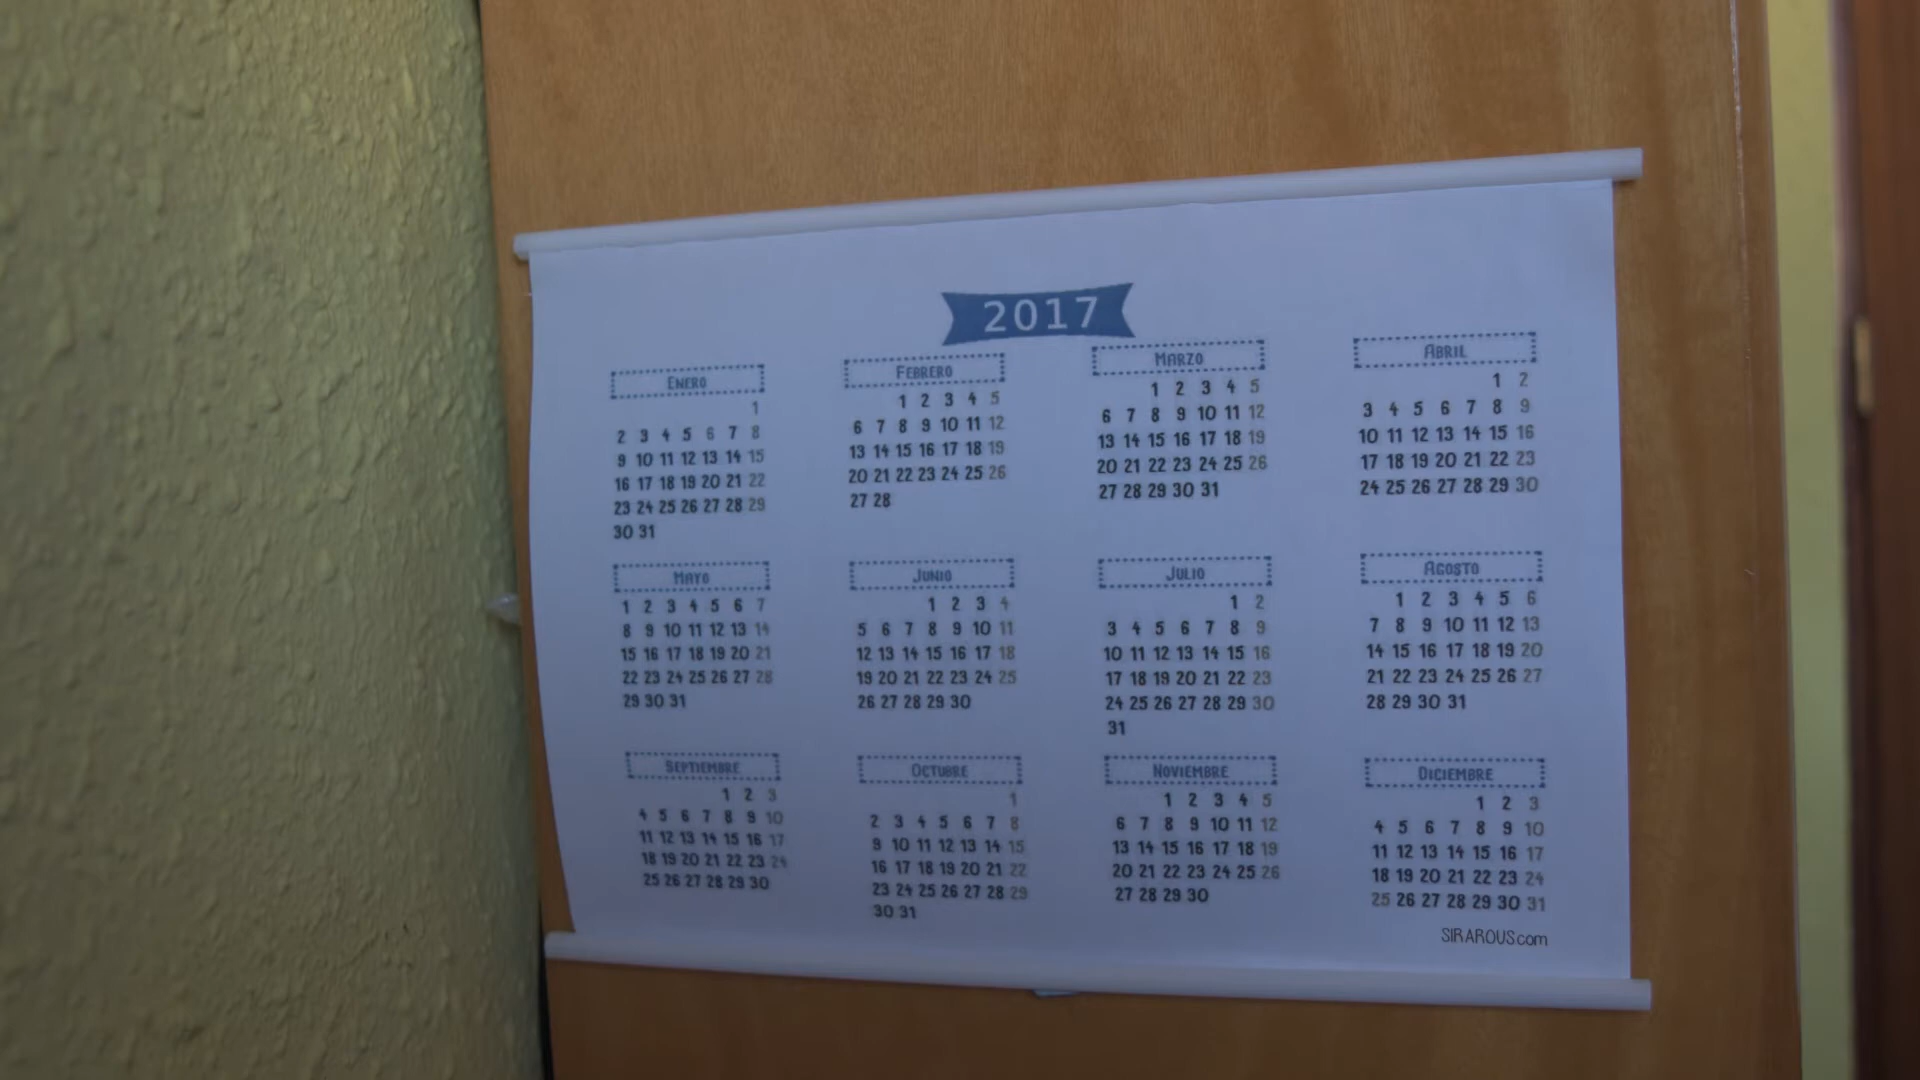 2017
ENERO
1
2 3 4 5 6 7 8
9 10 11 12 13 14 15
16 17 18 19 20 21 22
23 24 25 26 27 28 29
30 31
FEBRERO
1 2 3 4 5
6 7 8 9 10 11 12
13 14 15 16 17 18 19
20 21 22 23 24 25 26
27 28
MARZO
1 2 3 4 5
6 7 8 9 10 11 12
13 14 15 16 17 18 19
20 21 22 23 24 25 26
27 28 29 30 31
ABRIL
1 2
3 4 5 6 7 8 9
10 11 12 13 14 15 16
17 18 19 20 21 22 23
24 25 26 27 28 29 30
MAYO
1 2 3 4 5 6 7
8 9 10 11 12 13 14
15 16 17 18 19 20 21
22 23 24 25 26 27 28
29 30 31
JUNIO
1 2 3 4
5 6 7 8 9 10 11
12 13 14 15 16 17 18
19 20 21 22 23 24 25
26 27 28 29 30
JULIO
1 2
3 4 5 6 7 8 9
10 11 12 13 14 15 16
17 18 19 20 21 22 23
24 25 26 27 28 29 30
31
AGOSTO
1 2 3 4 5 6
7 8 9 10 11 12 13
14 15 16 17 18 19 20
21 22 23 24 25 26 27
28 29 30 31
SEPTIEMBRE
1 2 3
4 5 6 7 8 9 10
11 12 13 14 15 16 17
18 19 20 21 22 23 24
25 26 27 28 29 30
OCTUBRE
1
2 3 4 5 6 7 8
9 10 11 12 13 14 15
16 17 18 19 20 21 22
23 24 25 26 27 28 29
30 31
NOVIEMBRE
1 2 3 4 5
6 7 8 9 10 11 12
13 14 15 16 17 18 19
20 21 22 23 24 25 26
27 28 29 30
DICIEMBRE
1 2 3
4 5 6 7 8 9 10
11 12 13 14 15 16 17
18 19 20 21 22 23 24
25 26 27 28 29 30 31
SIRAROUS.com